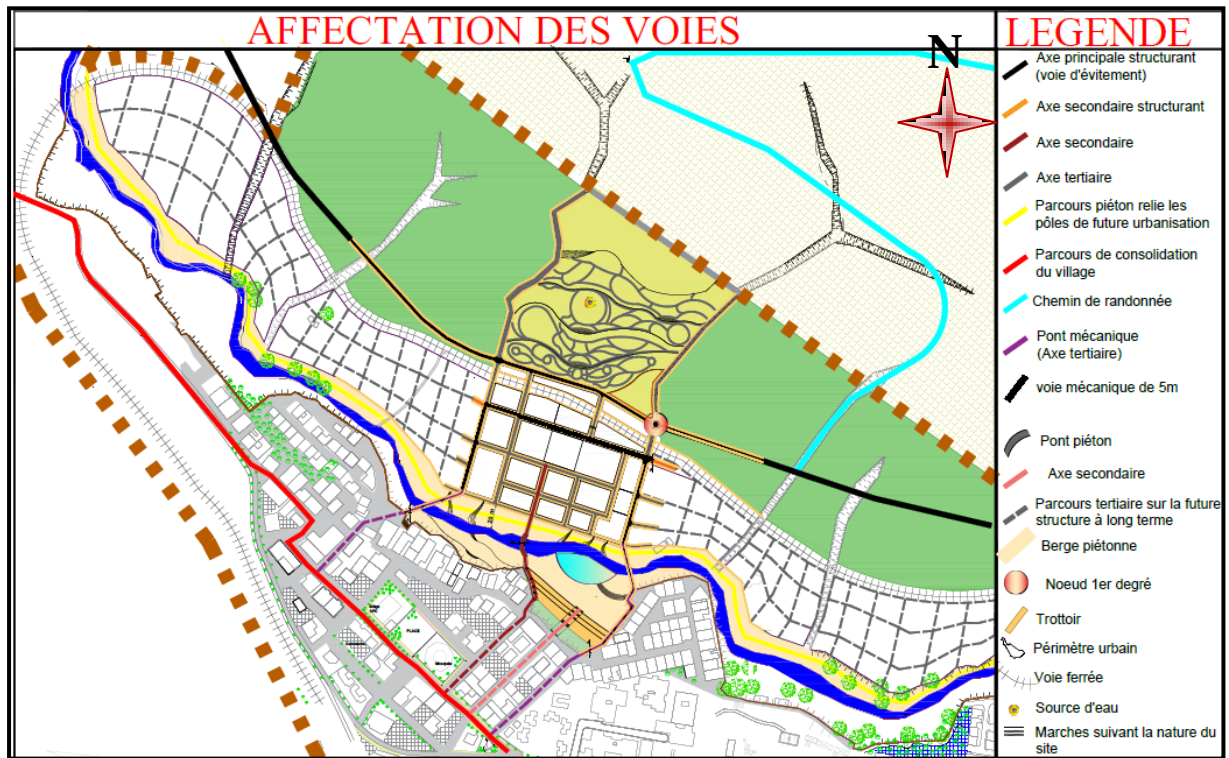 AFFECTATION DES VOIES
N
PLACE
Mosquée
LEGENDE
Axe principale structurant
(voie d'évitement)
Axe secondaire structurant
Axe secondaire
Axe tertiaire
Parcours piéton relie les
pôles de future urbanisation
Parcours de consolidation
du village
Chemin de randonnée
Pont mécanique
(Axe tertiaire)
voie mécanique de 5m
Pont piéton
Axe secondaire
Parcours tertiaire sur la future
structure à long terme
Berge piétonne
Noeud 1er degré
Trottoir
Périmètre urbain
Voie ferrée
Source d'eau
Marches suivant la nature du
site